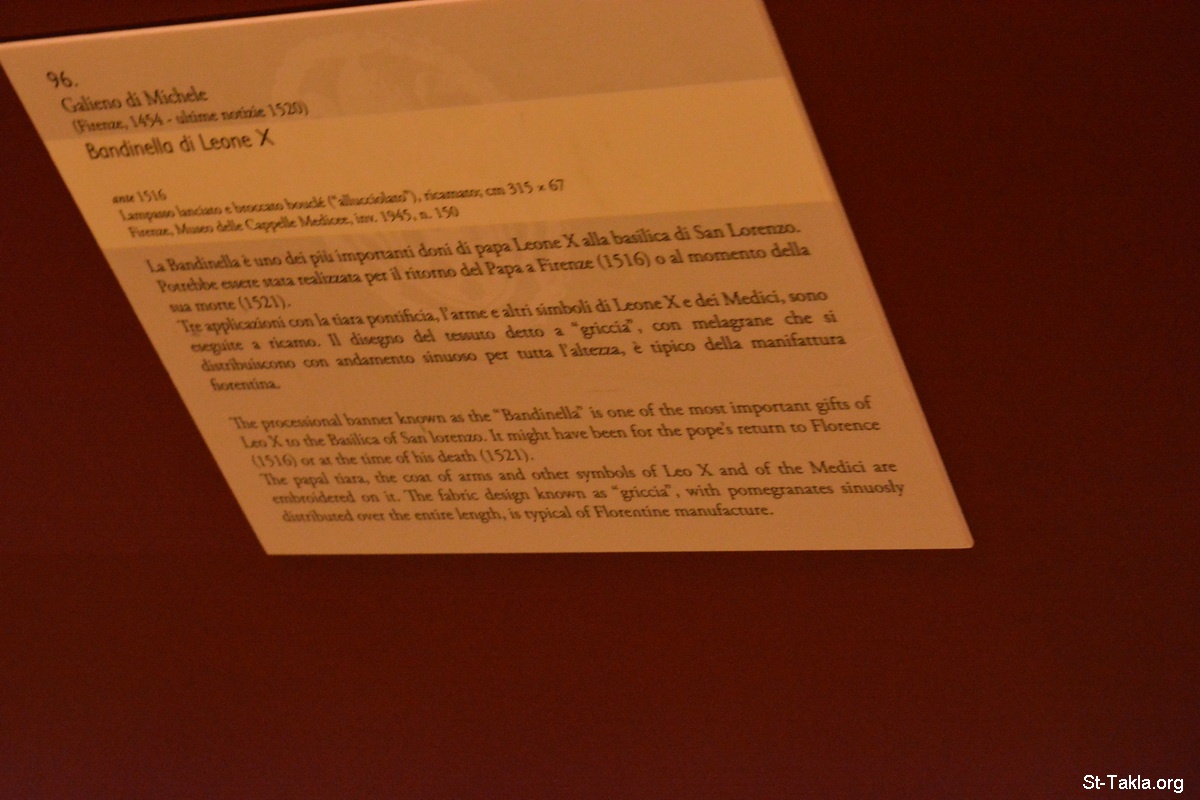 96.
Galieno di Michele
(Firenze, 1454 - ultime notizie 1520)
Bandinella di Leone X
ante 1516
Lampasso lanciato e broccato bouclé ("allucciolato"), ricamato; cm 315 x 67
Firenze, Museo delle Cappelle Medicee, inv. 1945, n. 150
La Bandinella è uno dei più importanti doni di papa Leone X alla basilica di San Lorenzo.
Potrebbe essere stata realizzata per il ritorno del Papa a Firenze (1516) o al momento della
sua morte (1521).
Tre applicazioni con la tiara pontificia, l'arme e altri simboli di Leone X e dei Medici, sono
eseguite a ricamo. Il disegno del tessuto detto a "griccia", con melagrane che si
distribuiscono con andamento sinuoso per tutta l'altezza, è tipico della manifattura
fiorentina.
The processional banner known as the "Bandinella" is one of the most important gifts of
Leo X to the Basilica of San lorenzo. It might have been for the pope's return to Florence
(1516) or at the time of his death (1521).
The papal tiara, the coat of arms and other symbols of Leo X and of the Medici are
embroidered on it. The fabric design known as "griccia", with pomegranates sinuosly
distributed over the entire length, is typical of Florentine manufacture.
St-Takla.org